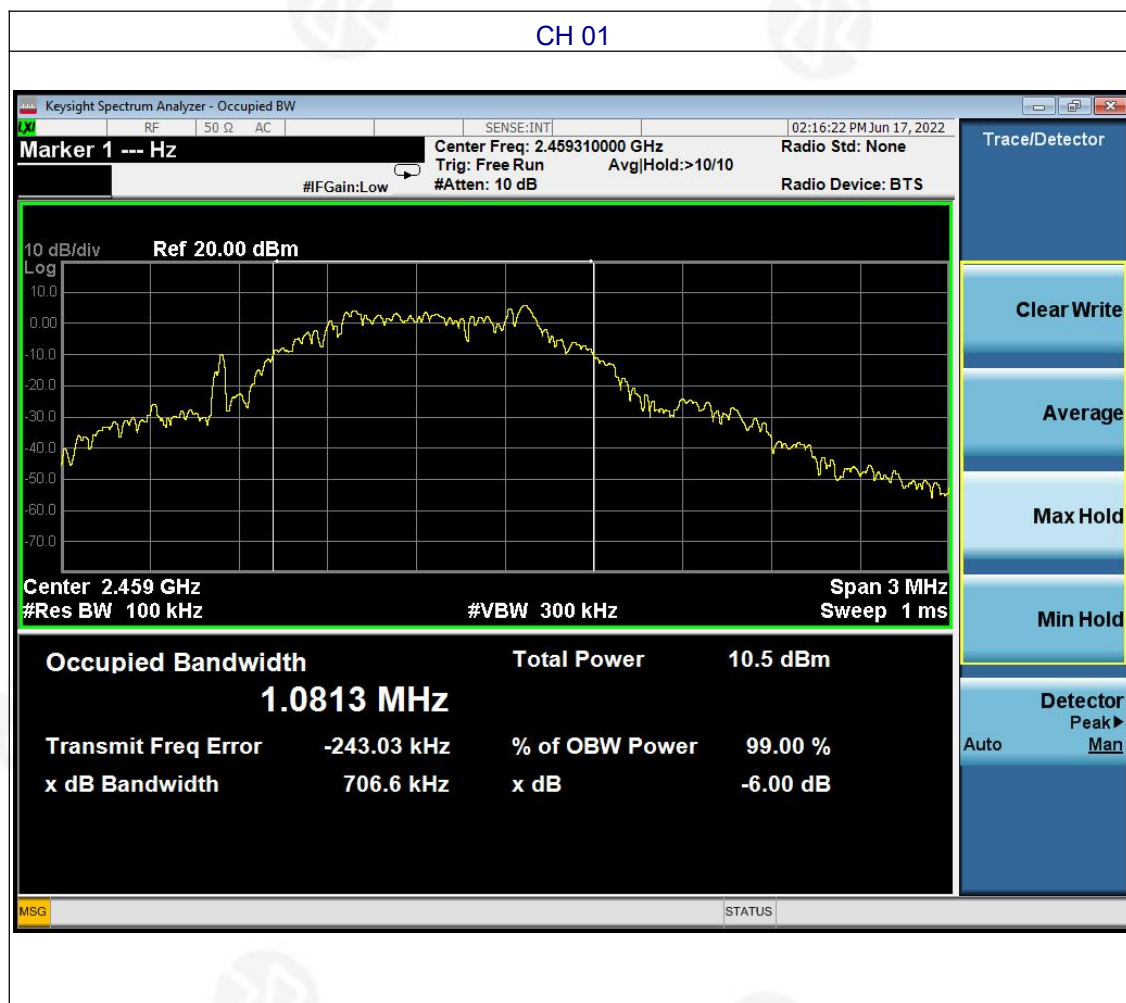 CH 01
Keysight Spectrum Analyzer - Occupied BW
LXI RF 50 Ω AC SENSE:INT 02:16:22 PM Jun 17, 2022
Marker 1 --- Hz
Center Freq: 2.459310000 GHz Radio Std: None
Trig: Free Run Avg|Hold:>10/10
#IFGain:Low #Atten: 10 dB Radio Device: BTS
10 dB/div Ref 20.00 dBm
Log
10.0
0.00
-10.0
-20.0
-30.0
-40.0
-50.0
-60.0
-70.0
Center 2.459 GHz Span 3 MHz
#Res BW 100 kHz #VBW 300 kHz Sweep 1 ms
Occupied Bandwidth Total Power 10.5 dBm
1.0813 MHz
Transmit Freq Error -243.03 kHz % of OBW Power 99.00 %
x dB Bandwidth 706.6 kHz x dB -6.00 dB
MSG STATUS
Trace/Detector
Clear Write
Average
Max Hold
Min Hold
Detector
Peak▶
Auto Man